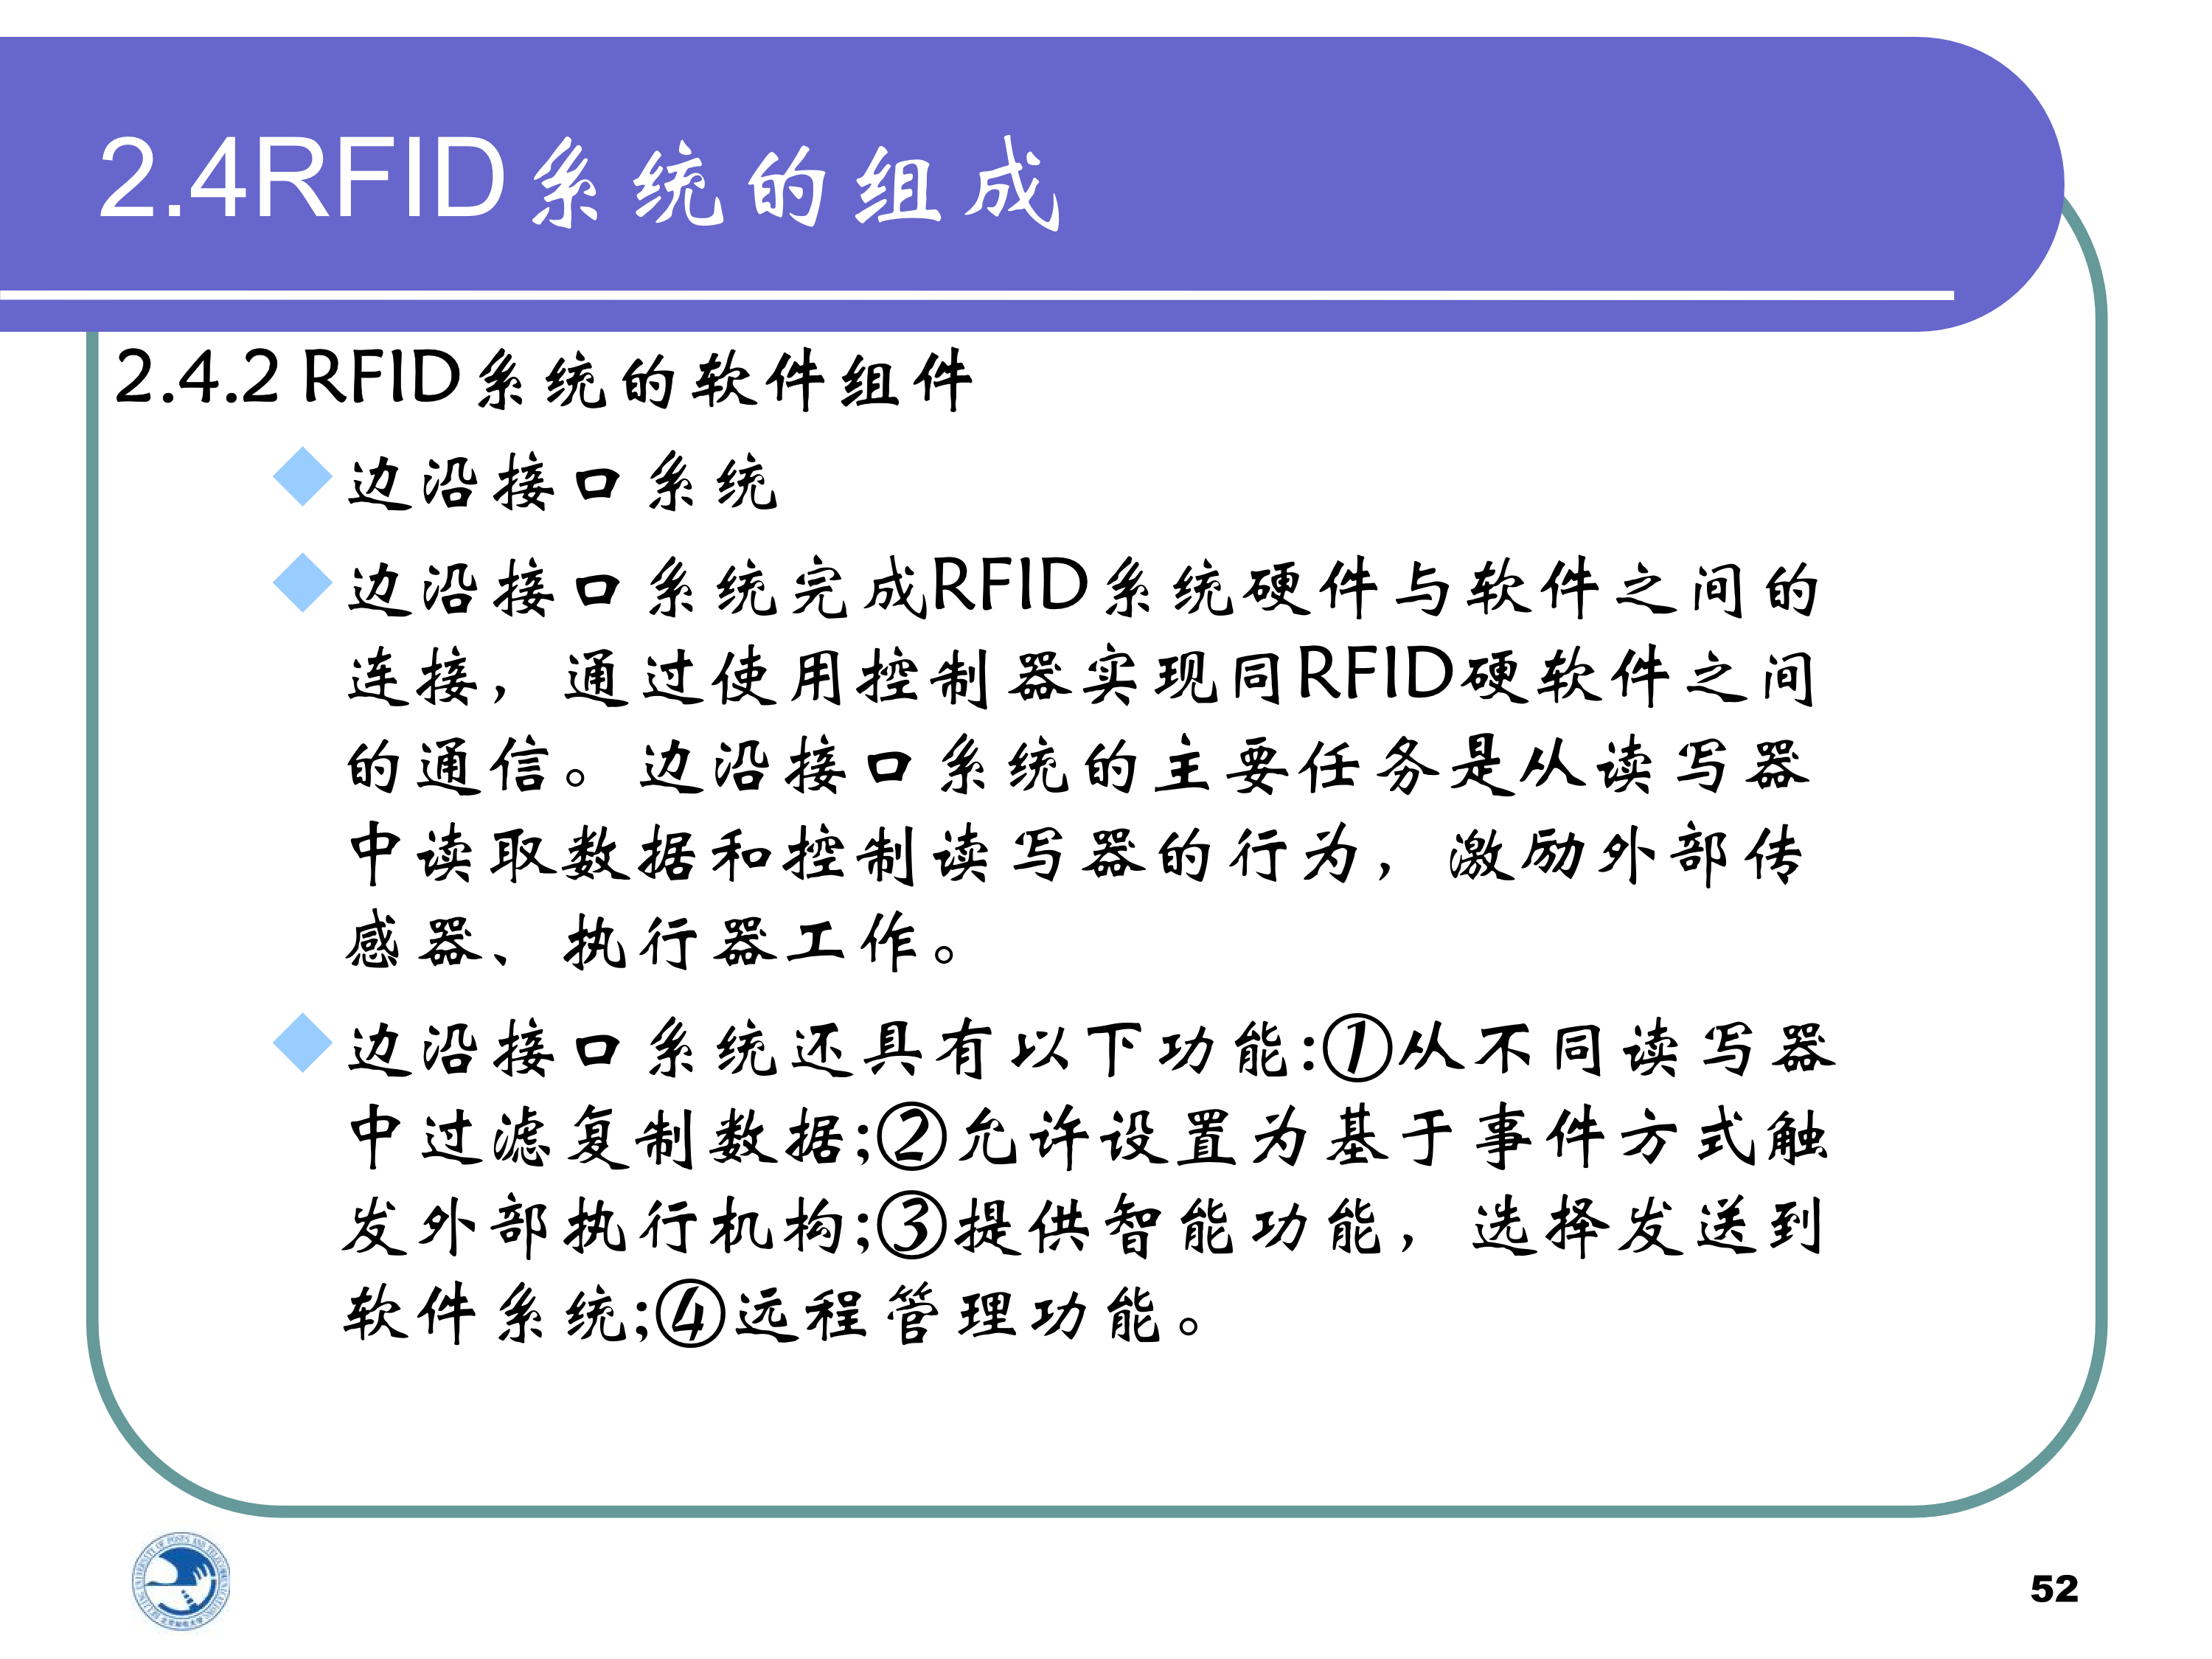 2.4RFID系统的组成
2.4.2 RFID系统的软件组件
边沿接口系统
边沿接口系统完成RFID系统硬件与软件之间的
连接，通过使用控制器实现同RFID硬软件之间
的通信。边沿接口系统的主要任务是从读写器
中读取数据和控制读写器的行为，激励外部传
感器、执行器工作。
边沿接口系统还具有以下功能:①从不同读写器
中过滤复制数据;②允许设置为基于事件方式触
发外部执行机构;③提供智能功能，选择发送到
软件系统;④远程管理功能。
52